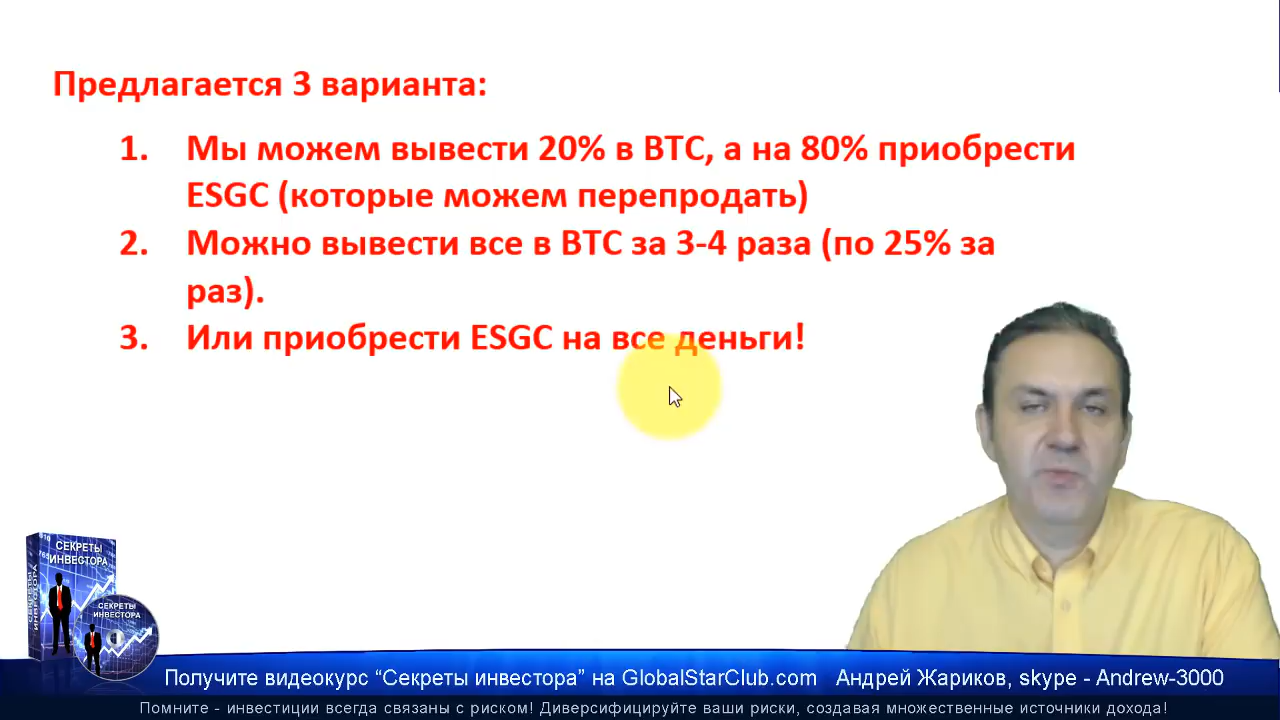 Предлагается 3 варианта:
1. Мы можем вывести 20% в BTC, а на 80% приобрести
ESGC (которые можем перепродать)
2. Можно вывести все в BTC за 3-4 раза (по 25% за
раз).
3. Или приобрести ESGC на все деньги!
СЕКРЕТЫ
ИНВЕСТОРА
СЕКРЕТЫ
ИНВЕСТОРА
Получите видеокурс “Секреты инвестора” на GlobalStarClub.com Андрей Жариков, skype - Andrew-3000
Помните - инвестиции всегда связаны с риском! Диверсифицируйте ваши риски, создавая множественные источники дохода!